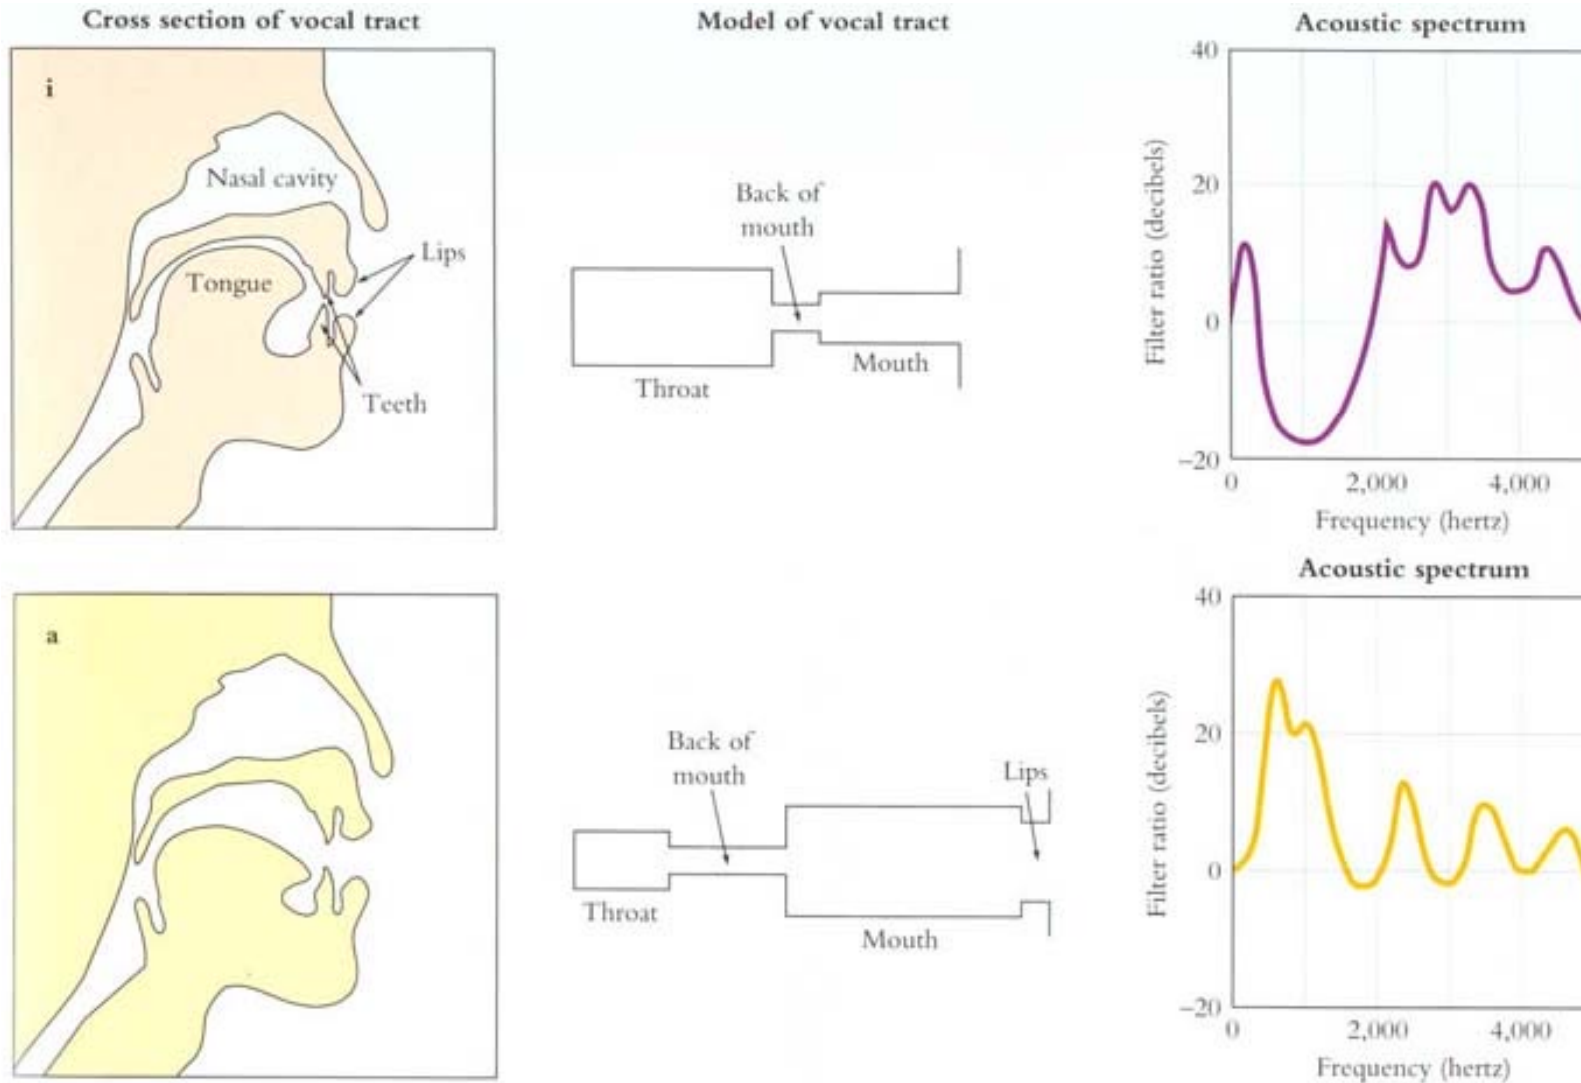 Cross section of vocal tract
Model of vocal tract
Acoustic spectrum
i
Nasal cavity
Tongue
Lips
Teeth
Back of
mouth
Throat
Mouth
Filter ratio (decibels)
40
20
0
−20
0
2,000
4,000
Frequency (hertz)
a
Back of
mouth
Lips
Throat
Mouth
Acoustic spectrum
Filter ratio (decibels)
40
20
0
−20
0
2,000
4,000
Frequency (hertz)